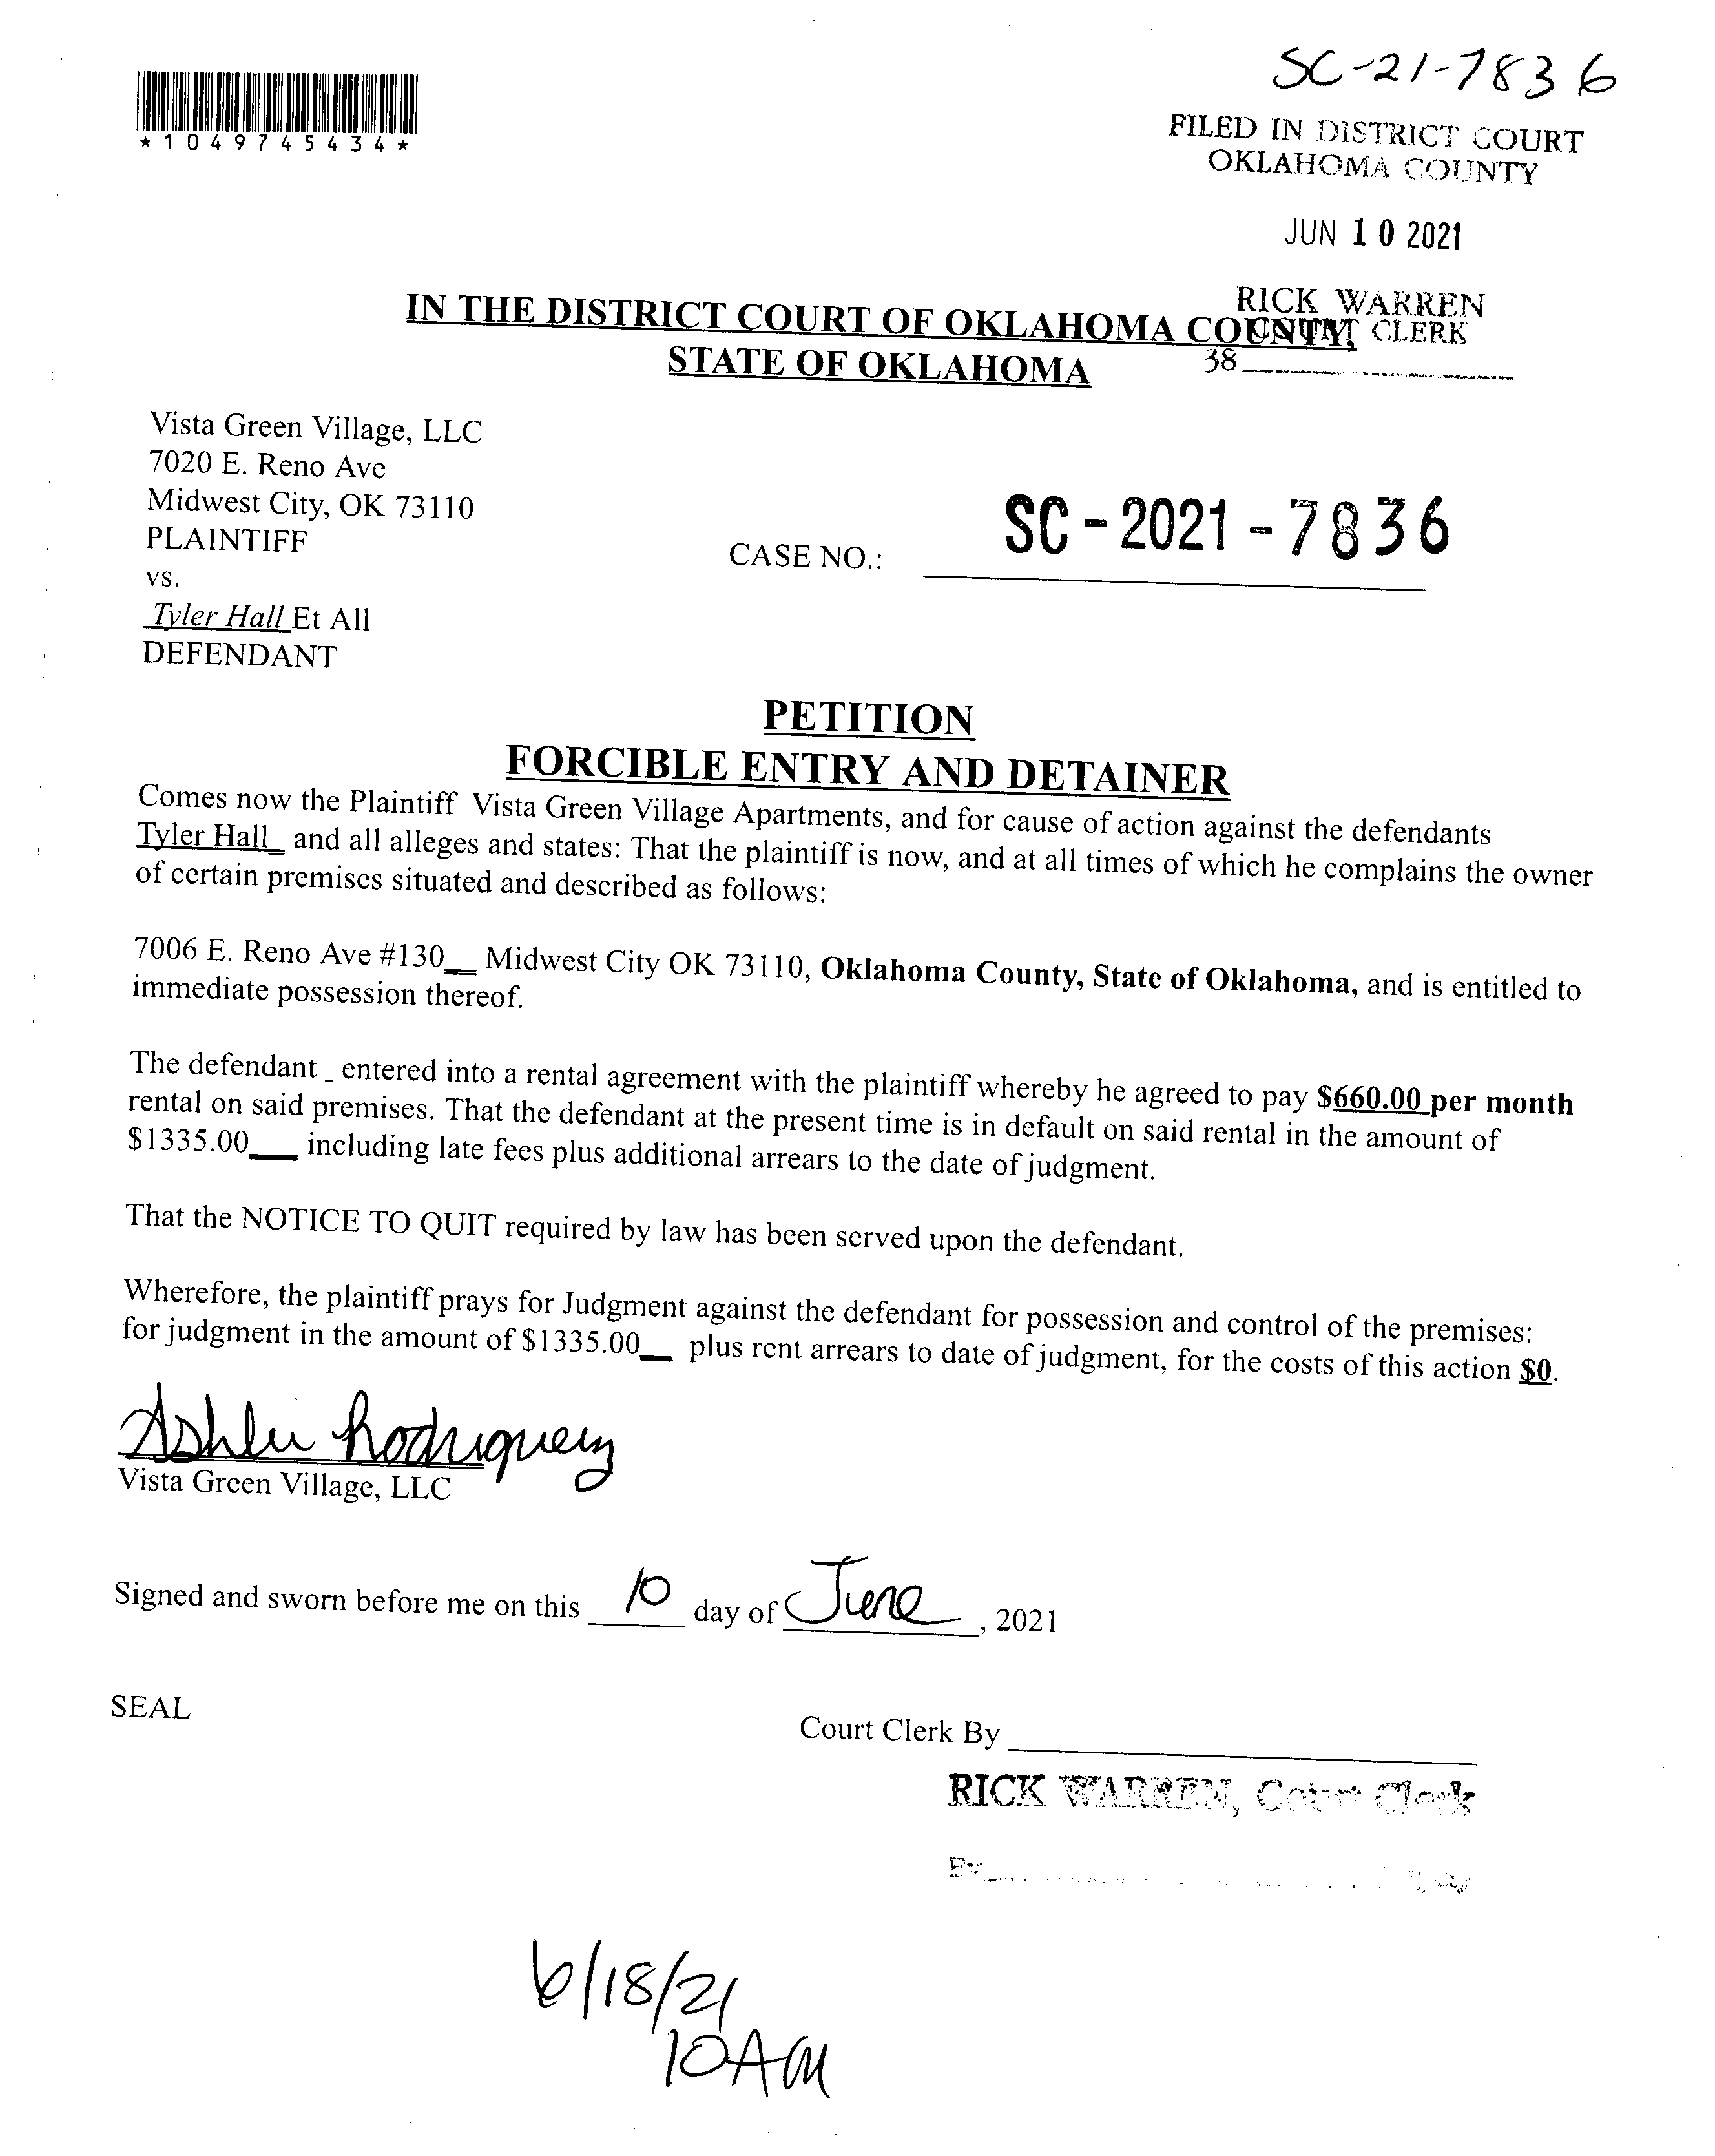 SC-21-7836
*1049745434*
FILED IN DISTRICT COURT
OKLAHOMA COUNTY
JUN 10 2021
RICK WARREN
COURT CLERK
38
IN THE DISTRICT COURT OF OKLAHOMA COUNTY,
STATE OF OKLAHOMA
Vista Green Village, LLC
7020 E. Reno Ave
Midwest City, OK 73110
PLAINTIFF
vs.
Tyler Hall Et All
DEFENDANT
CASE NO.: SC-2021-7836
PETITION
FORCIBLE ENTRY AND DETAINER
Comes now the Plaintiff Vista Green Village Apartments, and for cause of action against the defendants
Tyler Hall_ and all alleges and states: That the plaintiff is now, and at all times of which he complains the owner
of certain premises situated and described as follows:
7006 E. Reno Ave #130__ Midwest City OK 73110, Oklahoma County, State of Oklahoma, and is entitled to
immediate possession thereof.
The defendant _ entered into a rental agreement with the plaintiff whereby he agreed to pay $660.00 per month
rental on said premises. That the defendant at the present time is in default on said rental in the amount of
$1335.00___ including late fees plus additional arrears to the date of judgment.
That the NOTICE TO QUIT required by law has been served upon the defendant.
Wherefore, the plaintiff prays for Judgment against the defendant for possession and control of the premises:
for judgment in the amount of $1335.00__ plus rent arrears to date of judgment, for the costs of this action $0.
Ashlei Rodriguez
Vista Green Village, LLC
Signed and sworn before me on this 10 day of June, 2021
SEAL
Court Clerk By
RICK WARREN, Court Clerk
By
6/18/21
10AM